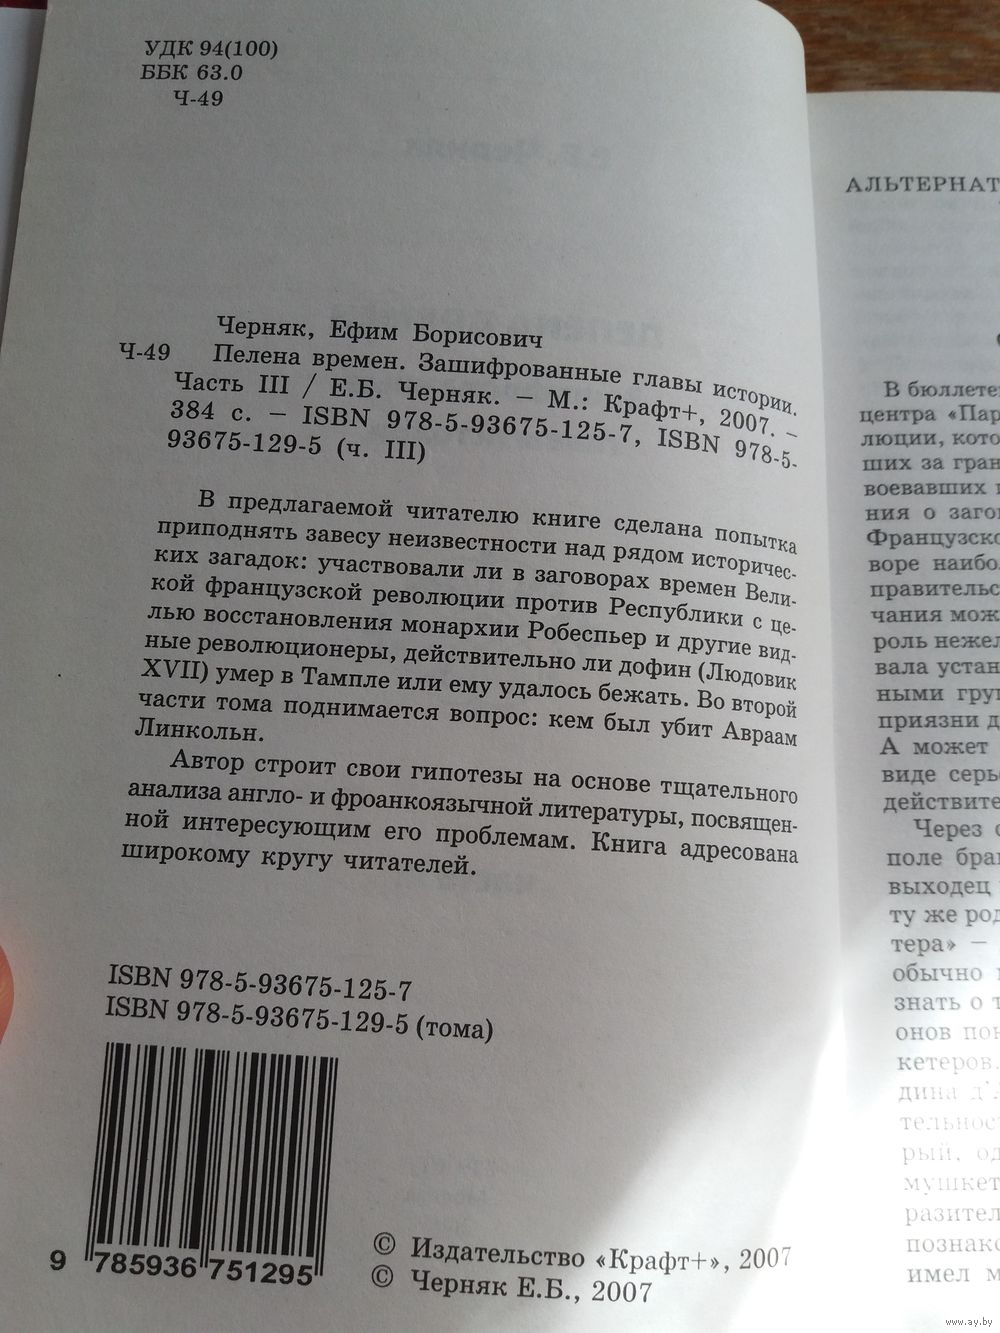 УДК 94(100)
ББК 63.0
Ч-49
Черняк, Ефим Борисович
Ч-49 Пелена времен. Зашифрованные главы истории.
Часть III / Е.Б. Черняк. – М.: Крафт+, 2007. –
384 с. – ISBN 978-5-93675-125-7, ISBN 978-5-
93675-129-5 (ч. III)
В предлагаемой читателю книге сделана попытка
приподнять завесу неизвестности над рядом историчес-
ких загадок: участвовали ли в заговорах времен Вели-
кой французской революции против Республики с це-
лью восстановления монархии Робеспьер и другие вид-
ные революционеры, действительно ли дофин (Людовик
XVII) умер в Тампле или ему удалось бежать. Во второй
части тома поднимается вопрос: кем был убит Авраам
Линкольн.
Автор строит свои гипотезы на основе тщательного
анализа англо- и фроанкоязычной литературы, посвящен-
ной интересующим его проблемам. Книга адресована
широкому кругу читателей.
ISBN 978-5-93675-125-7
ISBN 978-5-93675-129-5 (тома)
9 785936 751295
© Издательство «Крафт+», 2007
© Черняк Е.Б., 2007
АЛЬТЕРНАТ
В бюллете
центра «Пар
люции, кото
ших за гран
воевавших
ния о заго
Французско
воре наибо
правительс
чания мож
роль нежел
вала устан
ными груп
приязни д
А может
виде серь
действите
Через
поле бран
выходец
ту же род
тера» –
обычно
знать о т
онов пон
кетеров.
дина д'
тельнос
рый, од
мушкет
разител
познако
имел м
www.ay.by